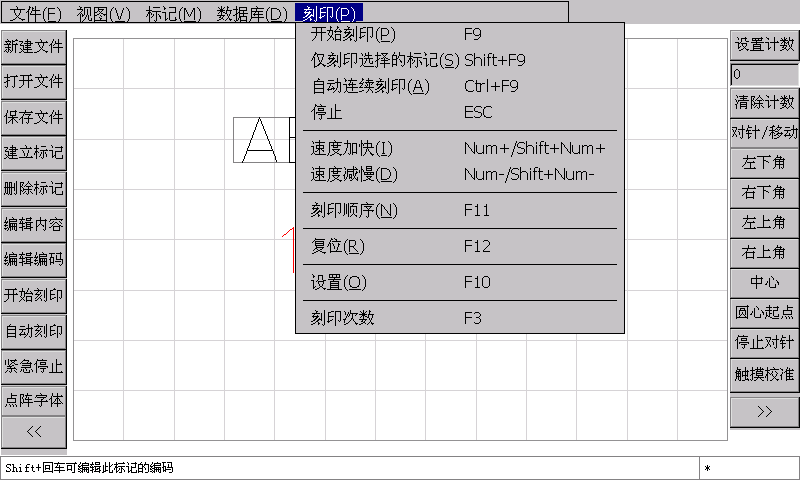 文件(F) 视图(V) 标记(M) 数据库(D) 刻印(P)
新建文件
打开文件
保存文件
建立标记
删除标记
编辑内容
编辑编码
开始刻印
自动刻印
紧急停止
点阵字体
<<
A
开始刻印(P) F9
仅刻印选择的标记(S) Shift+F9
自动连续刻印(A) Ctrl+F9
停止 ESC
速度加快(I) Num+/Shift+Num+
速度减慢(D) Num-/Shift+Num-
刻印顺序(N) F11
复位(R) F12
设置(O) F10
刻印次数 F3
设置计数
0
清除计数
对针/移动
左下角
右下角
左上角
右上角
中心
圆心起点
停止对针
触摸校准
>>
Shift+回车可编辑此标记的编码
*